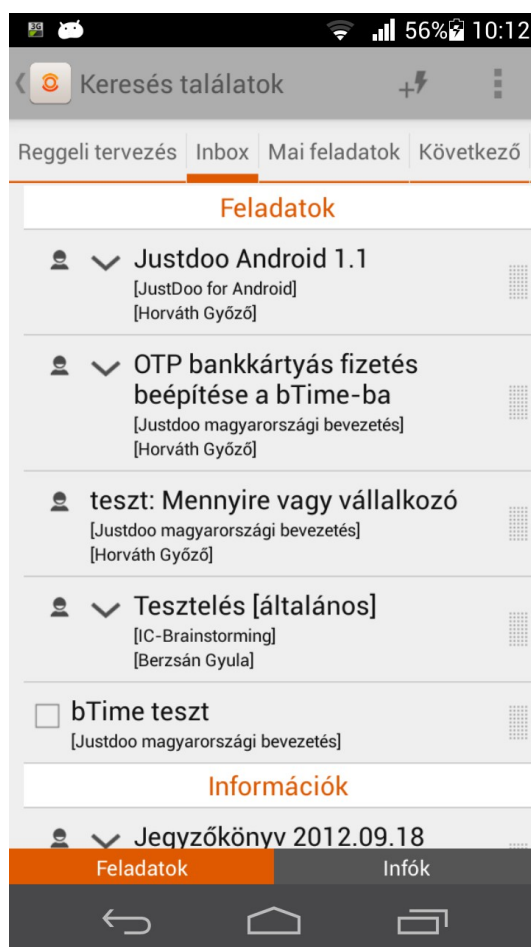 3G 56% 10:12
Keresés találatok
Reggeli tervezés Inbox Mai feladatok Következő
Feladatok
Justdoo Android 1.1
[JustDoo for Android]
[Horváth Győző]
OTP bankkártyás fizetés
beépítése a bTime-ba
[Justdoo magyarországi bevezetés]
[Horváth Győző]
teszt: Mennyire vagy vállalkozó
[Justdoo magyarországi bevezetés]
[Horváth Győző]
Tesztelés [általános]
[IC-Brainstorming]
[Berzsán Gyula]
bTime teszt
[Justdoo magyarországi bevezetés]
Információk
Jegyzőkönyv 2012.09.18
Feladatok Infók